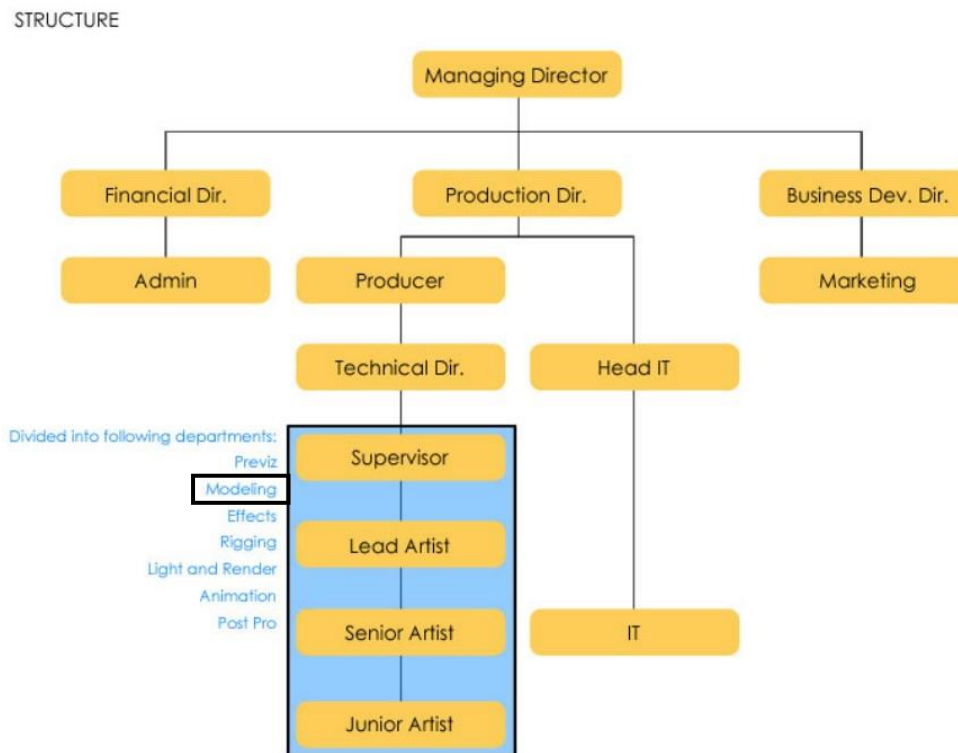 STRUCTURE
Managing Director
Financial Dir.
Production Dir.
Business Dev. Dir.
Admin
Producer
Marketing
Technical Dir.
Head IT
Divided into following departments:
Previz
Modeling
Effects
Rigging
Light and Render
Animation
Post Pro
Supervisor
Lead Artist
Senior Artist
IT
Junior Artist